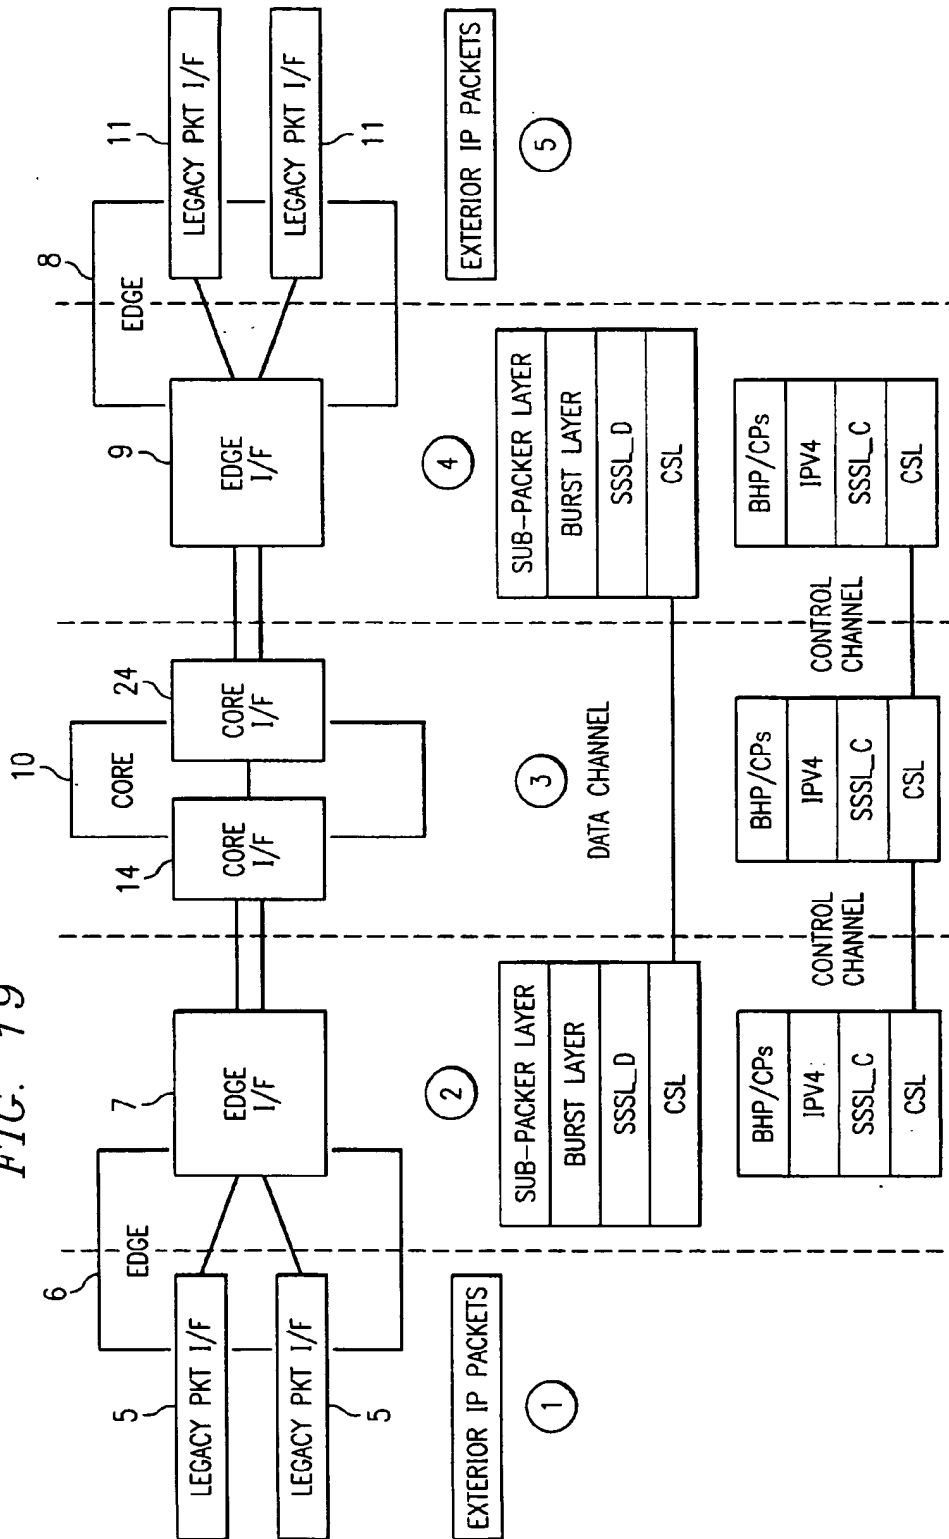 FIG. 19
6
EDGE
5
LEGACY PKT I/F
LEGACY PKT I/F
5
7
EDGE
I/F
14
CORE
I/F
10
CORE
24
CORE
I/F
9
EDGE
I/F
8
EDGE
11
LEGACY PKT I/F
LEGACY PKT I/F
11
EXTERIOR IP PACKETS
1
2
3
4
EXTERIOR IP PACKETS
5
SUB-PACKER LAYER
BURST LAYER
SSSL_D
CSL
DATA CHANNEL
SUB-PACKER LAYER
BURST LAYER
SSSL_D
CSL
BHP/CPs
IPV4
SSSL_C
CSL
CONTROL
CHANNEL
BHP/CPs
IPV4
SSSL_C
CSL
CONTROL
CHANNEL
BHP/CPs
IPV4
SSSL_C
CSL